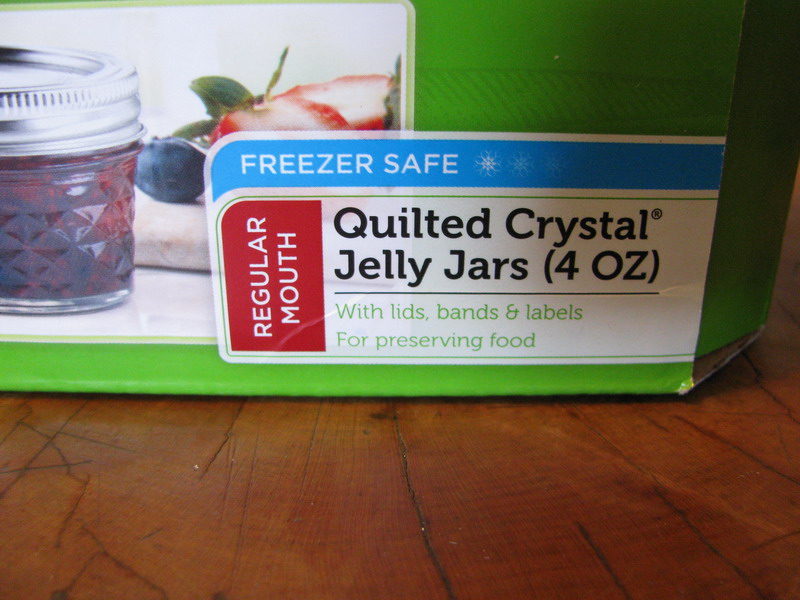 FREEZER SAFE
REGULAR
MOUTH
Quilted Crystal®
Jelly Jars (4 OZ)
With lids, bands & labels
For preserving food